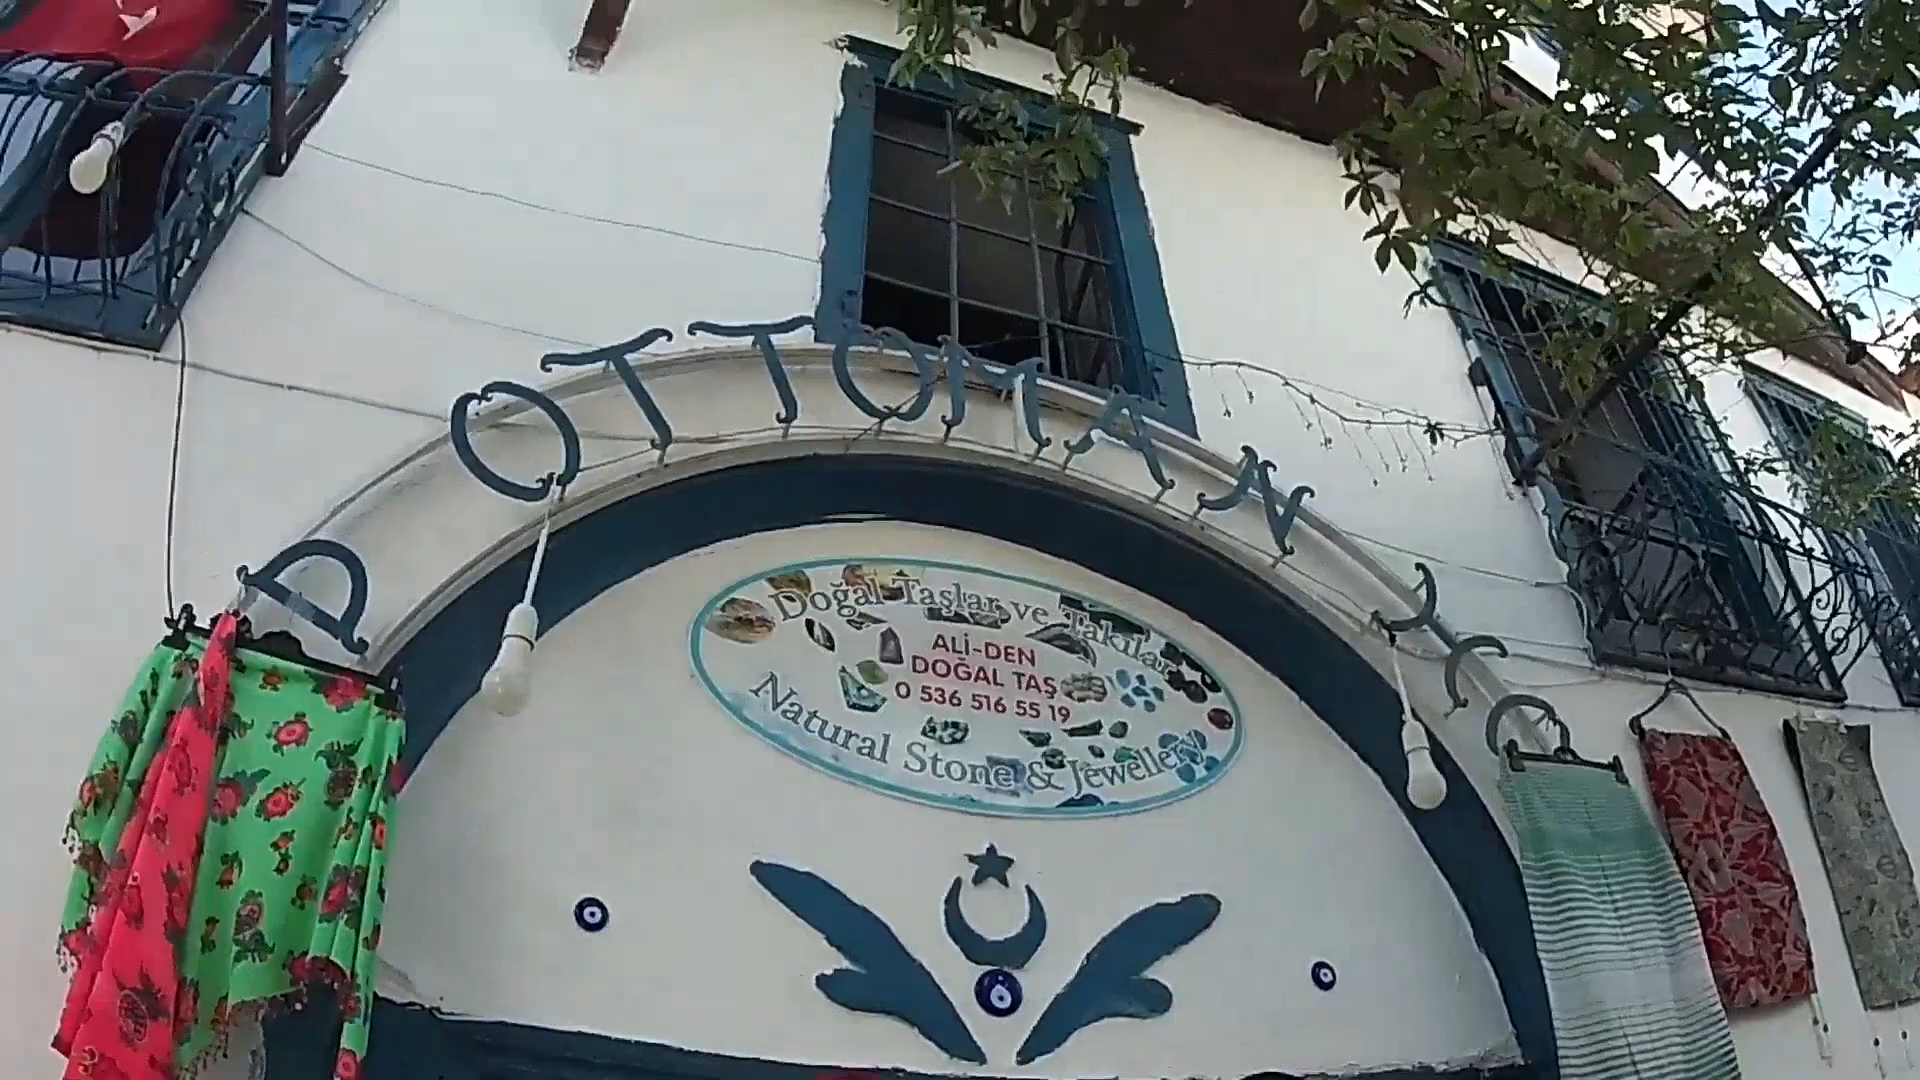 D OTTOMAN
Doğal Taşlar ve Takılar
ALİ-DEN
DOĞAL TAŞ
0 536 516 55 19
Natural Stone & Jewellery